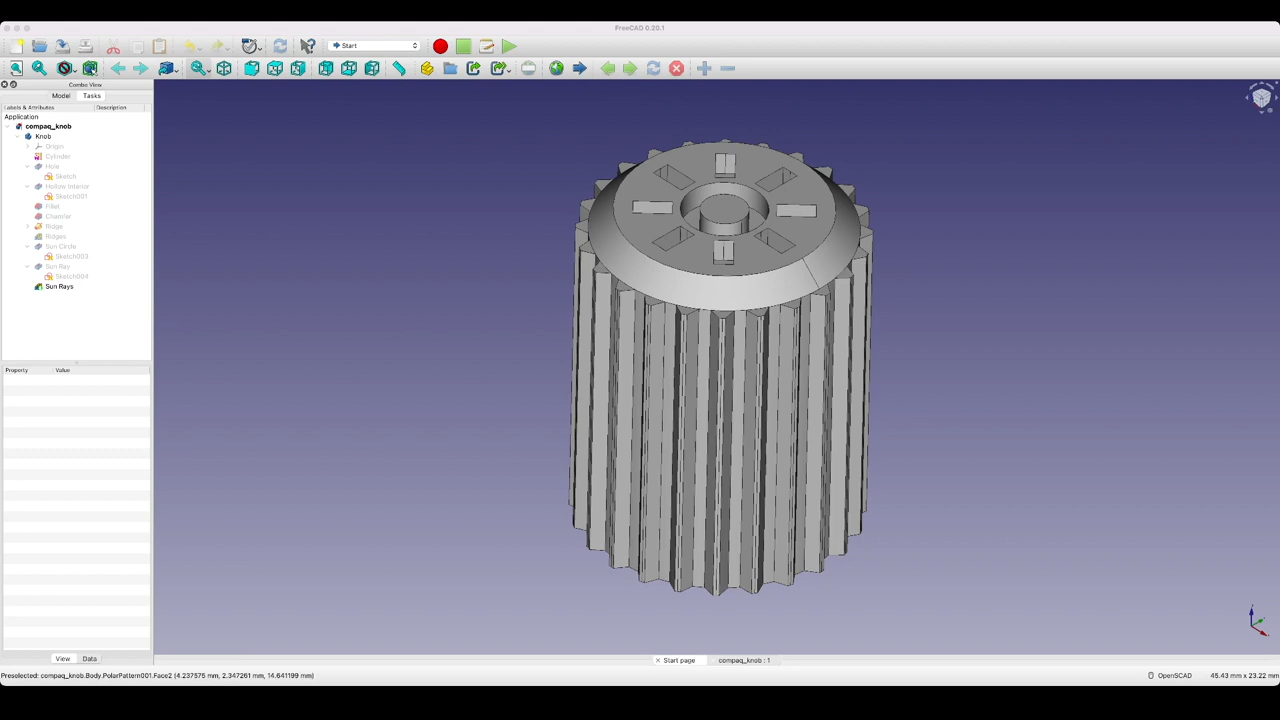 FreeCAD 0.20.1
Start
Combo View
Model Tasks
Labels & Attributes Description
Application
compaq_knob
Knob
Origin
Cylinder
Hole
Sketch
Hollow Interior
Sketch001
Fillet
Chamfer
Ridge
Ridges
Sun Circle
Sketch003
Sun Ray
Sketch004
Sun Rays
Property Value
View Data
Start page compaq_knob : 1
Preselected: compaq_knob.Body.PolarPattern001.Face2 (4.237575 mm, 2.347261 mm, 14.641199 mm) OpenSCAD 45.43 mm x 23.22 mm